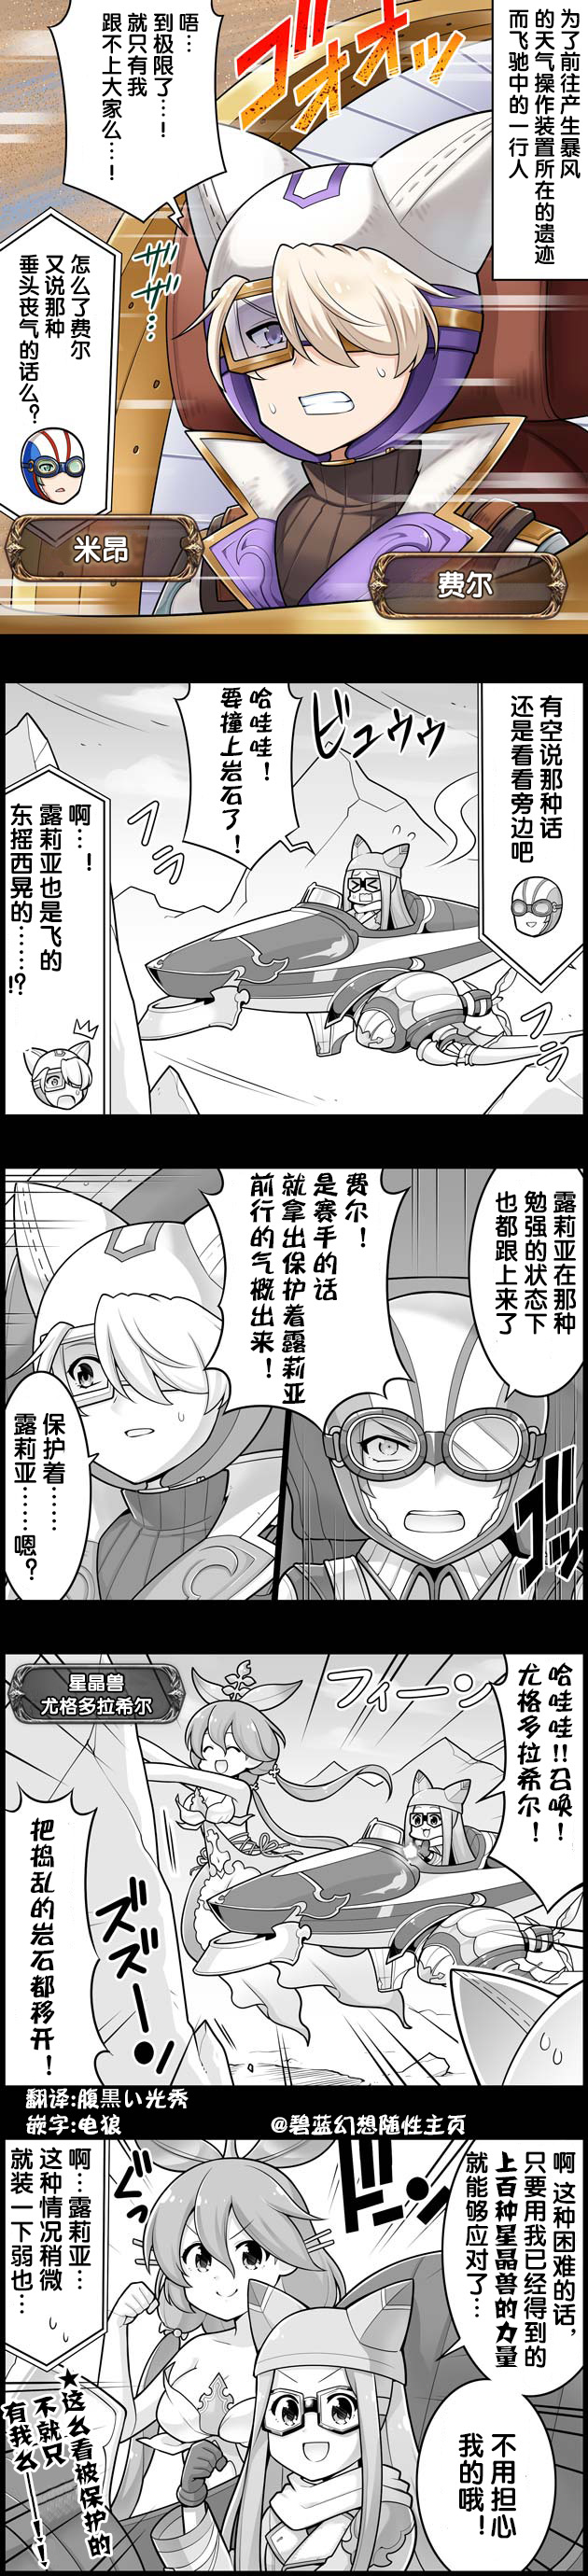 为了前往产生暴风
的天气操作装置所在的遗迹
而飞驰中的一行人
ゴオオッ
唔…
到极限了…！
就只有我
跟不上大家么…！
ザザ…
怎么了费尔
又说那种
垂头丧气的话么？
米昂
费尔
有空说那种话
还是看看旁边吧
ビュウゥゥ
哈哇哇！
要撞上岩石了！
フラッ
フラッ
啊…！
露莉亚也是飞的
东摇西晃的……!?
露莉亚在那种
勉强的状态下
也都跟上来了
费尔！
是赛手的话
就拿出保护着露莉亚
前行的气概出来！
ゴオッ
保护着……
露莉亚……嗯？
哈哇哇!!召唤！
尤格多拉希尔！
フィーン
星晶兽
尤格多拉希尔
ズズーン
把捣乱的岩石都移开！
翻译:腹黒い光秀
嵌字:电狼
@碧蓝幻想随性主页
啊 这种困难的话，
只要用我已经得到的
上百种星晶兽的力量
就能够应对了…
ドンッ
ぐっ
不用担心
我的哦！
啊…露莉亚…
这种情况稍微
就装一下弱也…
★这么看被保护的
不就只
有我么——!!